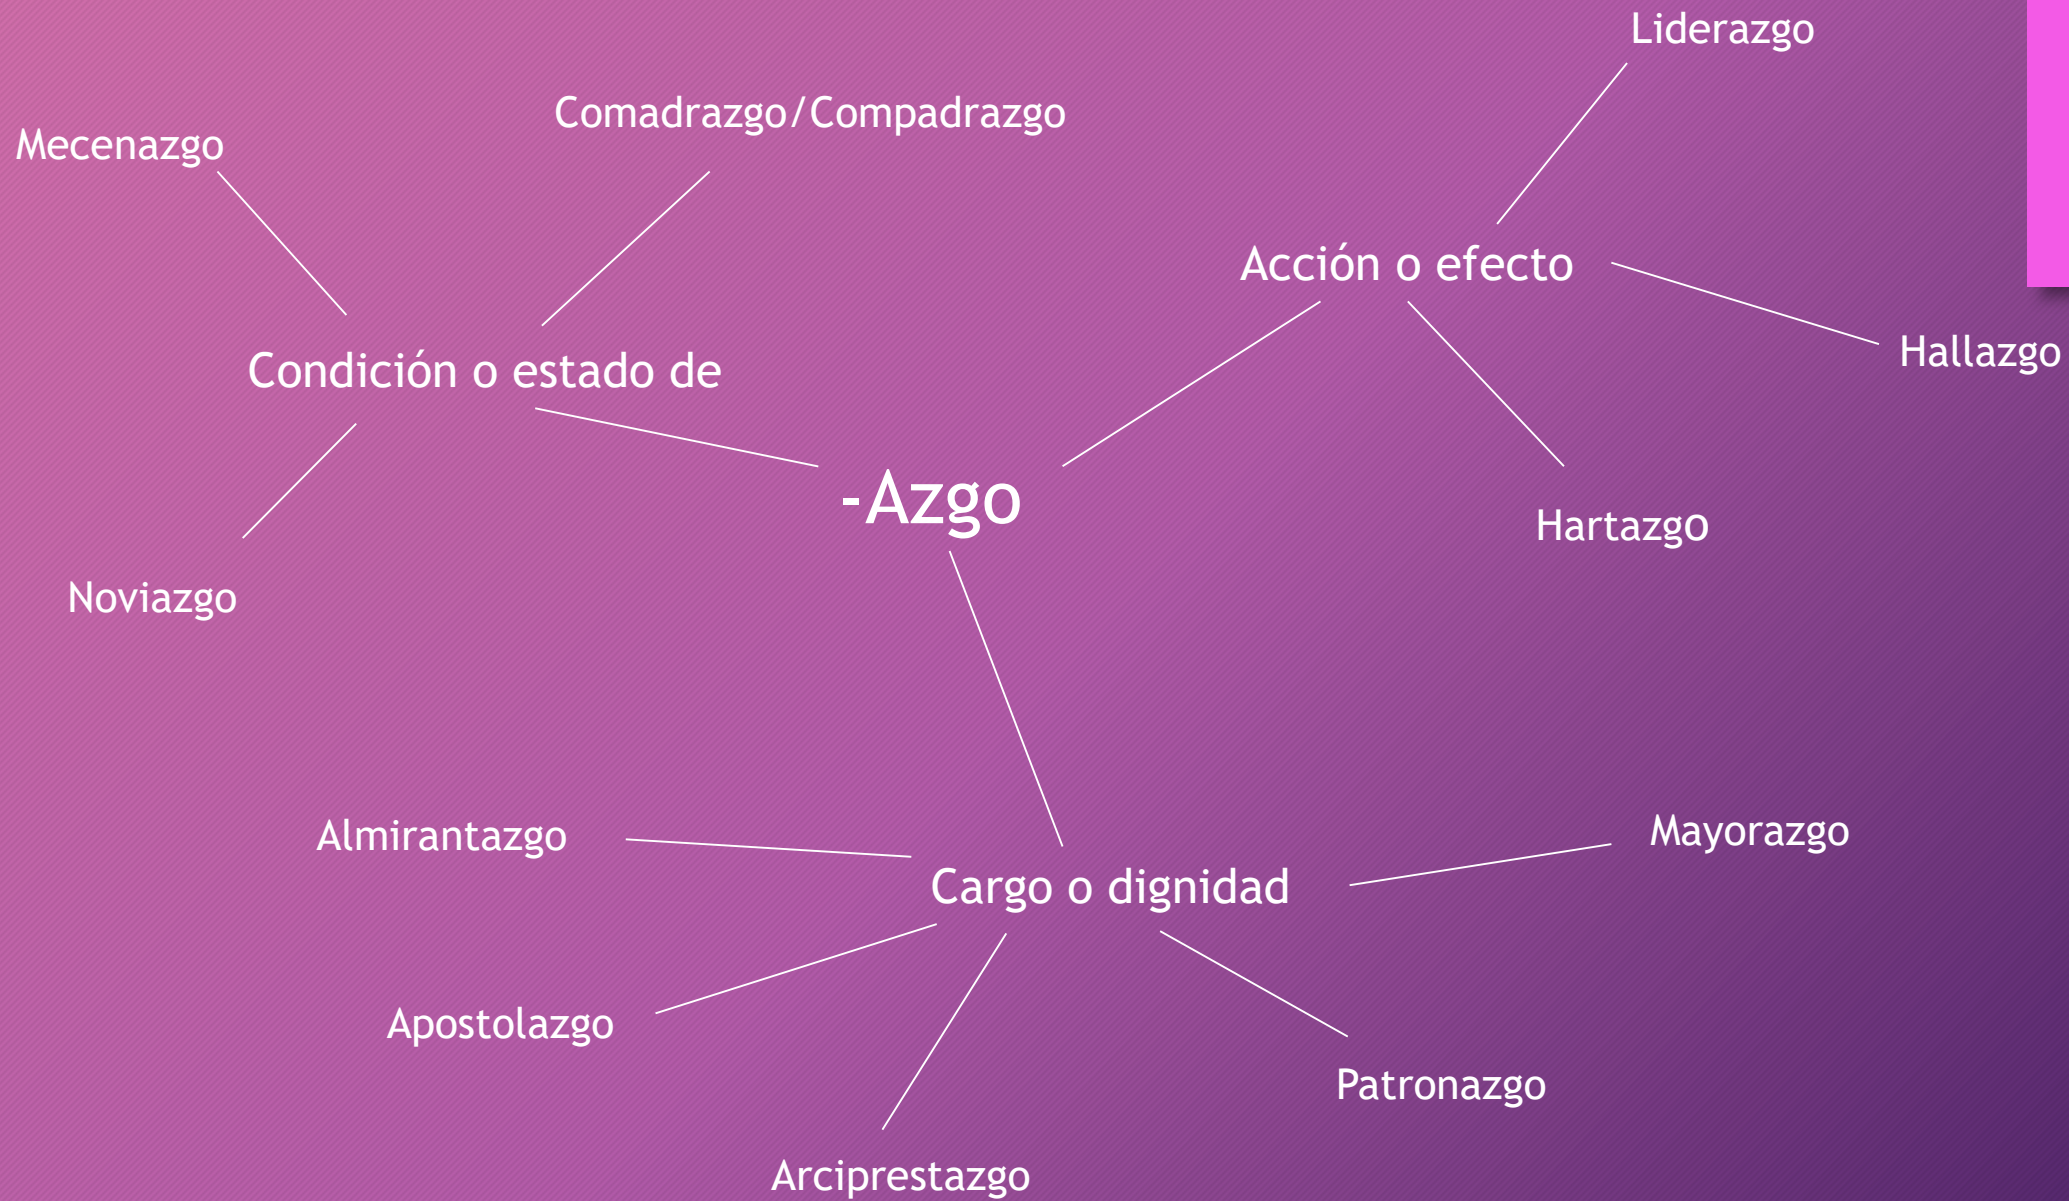 Liderazgo
Comadrazgo/Compadrazgo
Mecenazgo
Acción o efecto
Hallazgo
Condición o estado de
-Azgo
Hartazgo
Noviazgo
Almirantazgo
Mayorazgo
Cargo o dignidad
Apostolazgo
Patronazgo
Arciprestazgo